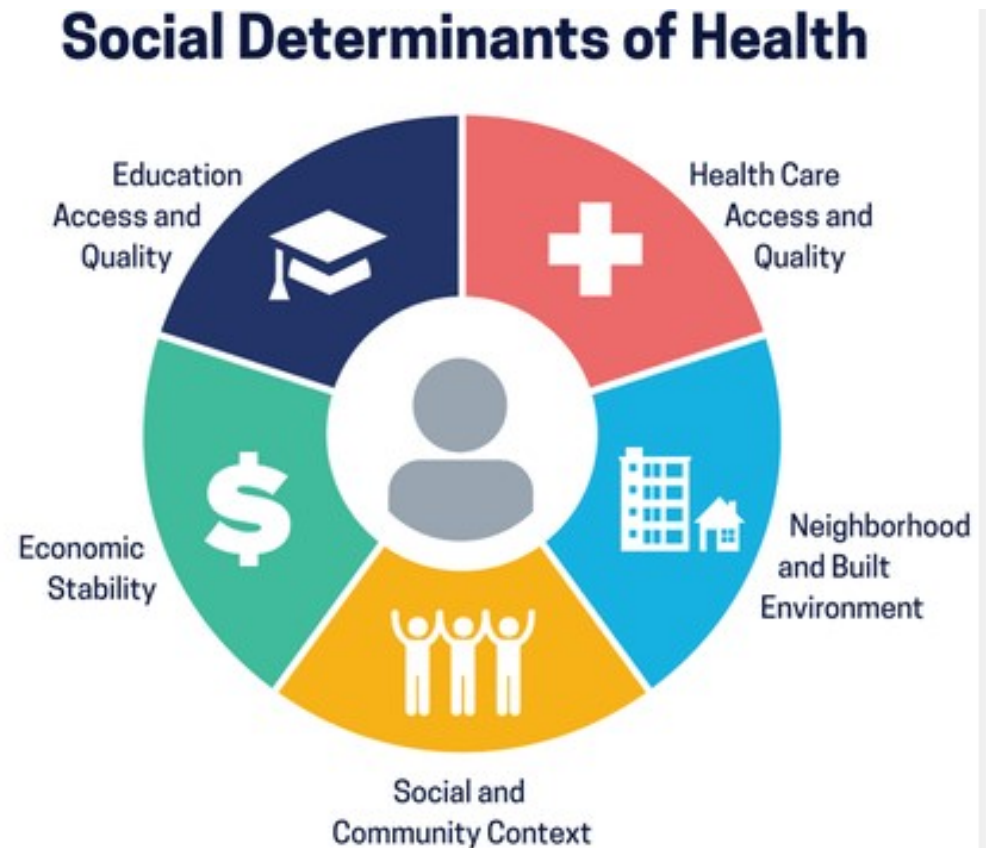 Social Determinants of Health
Education
Access and
Quality
Health Care
Access and
Quality
Economic
Stability
Neighborhood
and Built
Environment
Social and
Community Context